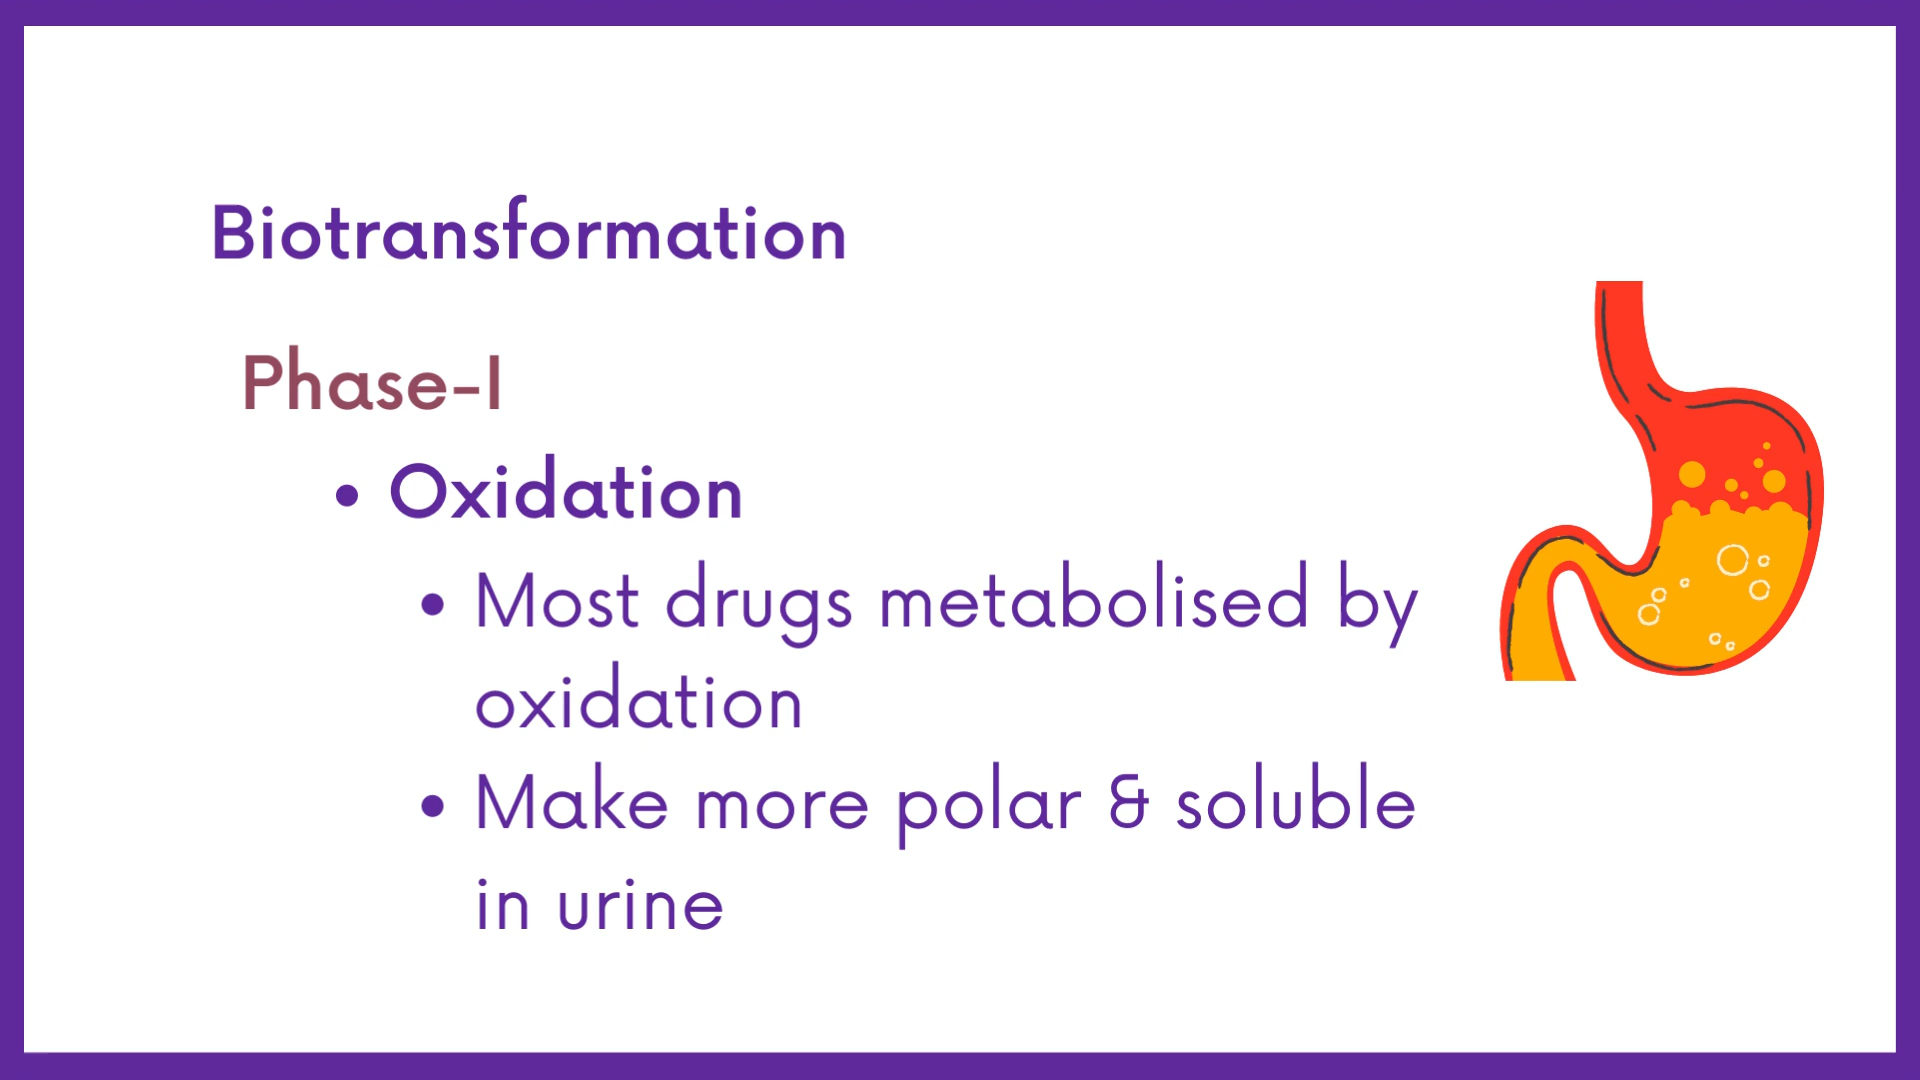 Biotransformation
Phase-I
• Oxidation
• Most drugs metabolised by
oxidation
• Make more polar & soluble
in urine